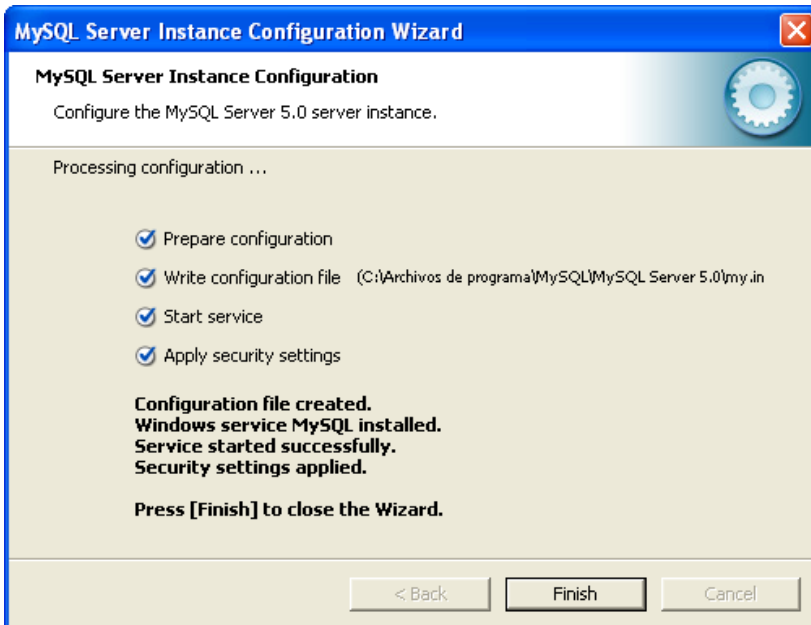 MySQL Server Instance Configuration Wizard
MySQL Server Instance Configuration
Configure the MySQL Server 5.0 server instance.
Processing configuration ...
Prepare configuration
Write configuration file (C:\Archivos de programa\MySQL\MySQL Server 5.0\my.in
Start service
Apply security settings
Configuration file created.
Windows service MySQL installed.
Service started successfully.
Security settings applied.
Press [Finish] to close the Wizard.
< Back Finish Cancel